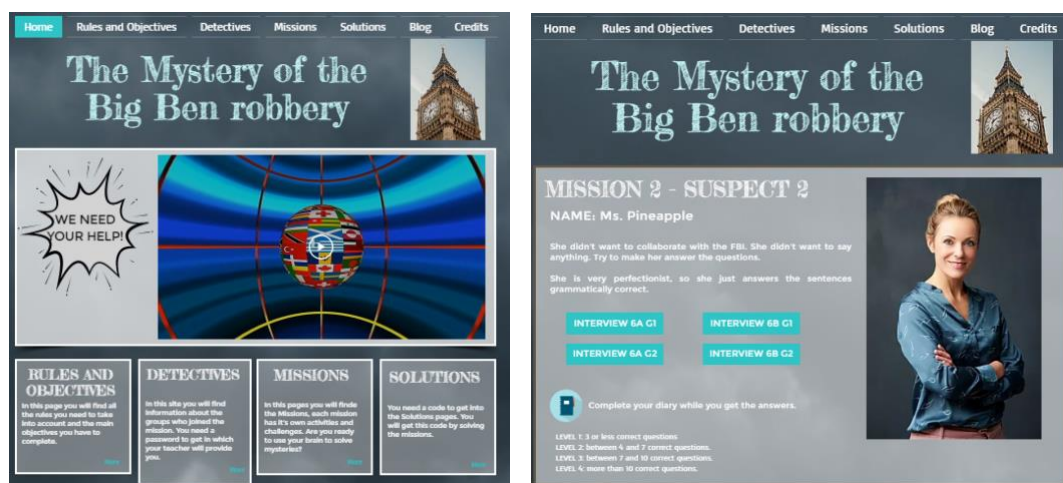 Home Rules and Objectives Detectives Missions Solutions Blog Credits
The Mystery of the
Big Ben robbery
WE NEED
YOUR HELP!
RULES AND
OBJECTIVES
In this page you will find all
the rules you need to take
into account and the main
objectives you have to
complete.
DETECTIVES
In this site you will find
information about the
groups who joined the
mission. You need a
password to get in which
your teacher will provide
you.
MISSIONS
In this pages you will finde
the Missions, each mission
has it's own activities and
challenges. Are you ready
to use your brain to solve
mysteries?
SOLUTIONS
You need a code to get into
the Solutions pages. You
will get this code by solving
the missions.
Home Rules and Objectives Detectives Missions Solutions Blog Credits
The Mystery of the
Big Ben robbery
MISSION 2 - SUSPECT 2
NAME: Ms. Pineapple
She didn't want to collaborate with the FBI. She didn't want to say
anything. Try to make her answer the questions.
She is very perfectionist, so she just answers the sentences
grammatically correct.
INTERVIEW 6A G1 INTERVIEW 6B G1
INTERVIEW 6A G2 INTERVIEW 6B G2
Complete your diary while you get the answers.
LEVEL 1: 3 or less correct questions
LEVEL 2: between 4 and 7 correct questions.
LEVEL 3: between 7 and 10 correct questions.
LEVEL 4: more than 10 correct questions.